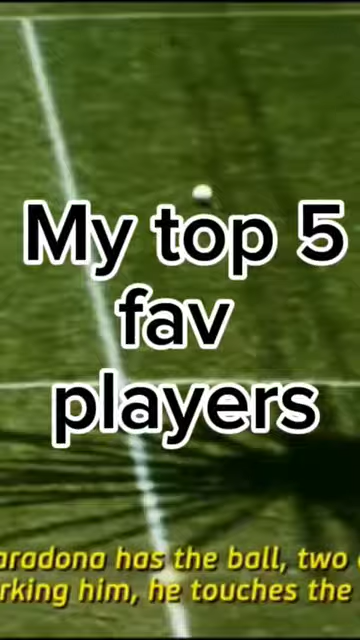 My top 5
fav
players
aradona has the ball, two
rking him, he touches the